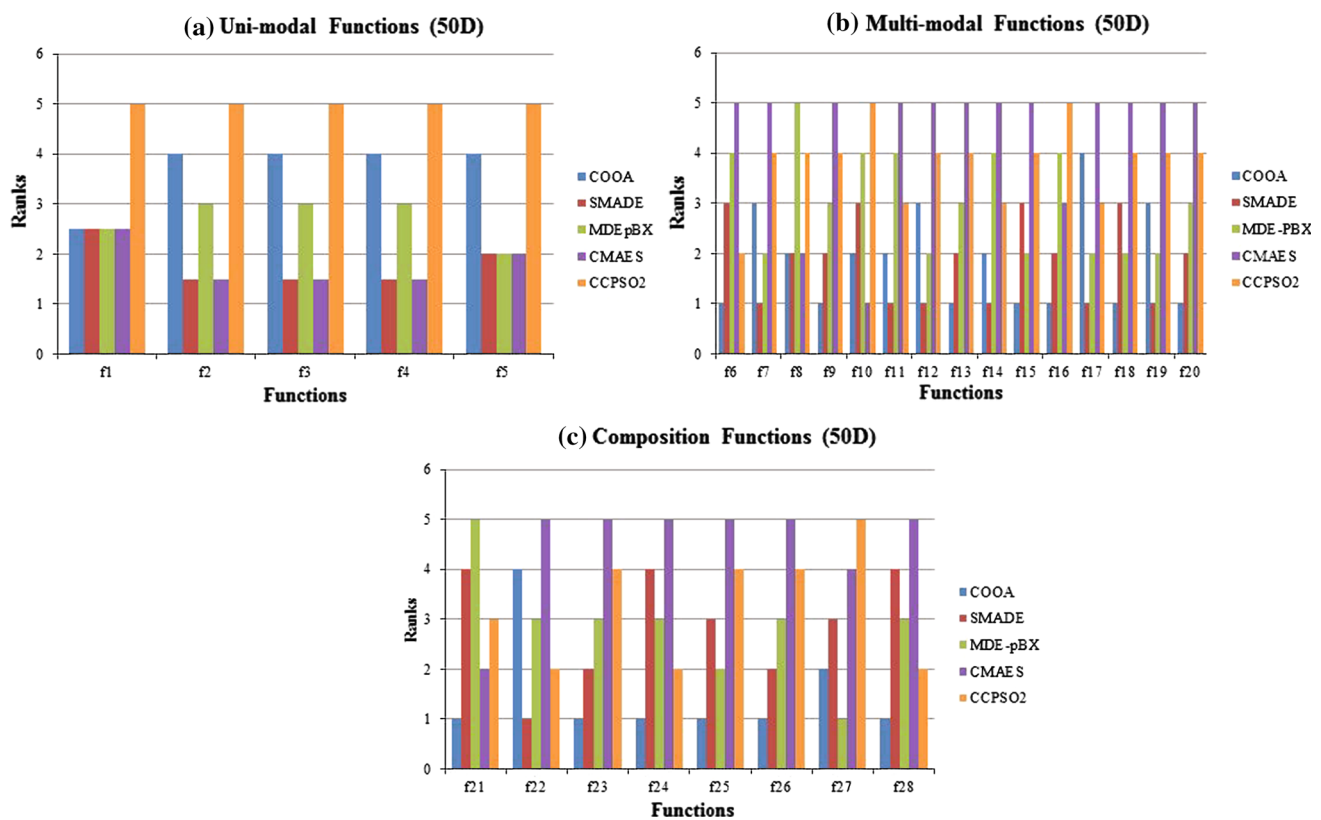 (a) Uni-modal Functions (50D)
6
5
4
3
2
1
0
Ranks
f1 f2 f3 f4 f5
Functions
COOA
SMADE
MDEpBX
CMAES
CCPSO2
(b) Multi-modal Functions (50D)
6
5
4
3
2
1
0
Ranks
f6 f7 f8 f9 f10 f11 f12 f13 f14 f15 f16 f17 f18 f19 f20
Functions
COOA
SMADE
MDE-PBX
CMAES
CCPSO2
(c) Composition Functions (50D)
6
5
4
3
2
1
0
Ranks
f21 f22 f23 f24 f25 f26 f27 f28
Functions
COOA
SMADE
MDE-pBX
CMAES
CCPSO2